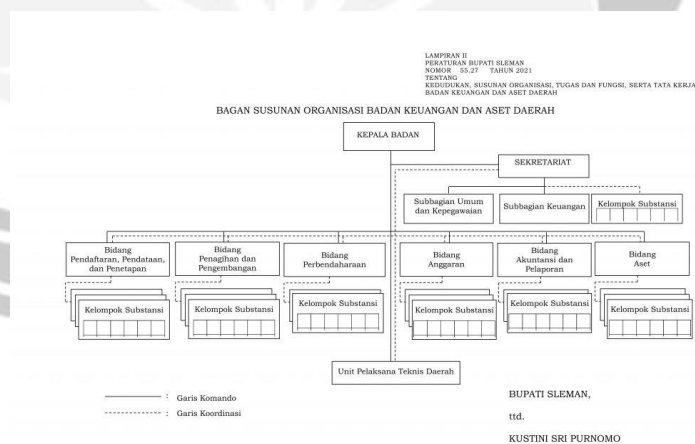 LAMPIRAN II
PERATURAN BUPATI SLEMAN
NOMOR 55.27 TAHUN 2021
TENTANG
KEDUDUKAN, SUSUNAN ORGANISASI, TUGAS DAN FUNGSI, SERTA TATA KERJA
BADAN KEUANGAN DAN ASET DAERAH
BAGAN SUSUNAN ORGANISASI BADAN KEUANGAN DAN ASET DAERAH
KEPALA BADAN
SEKRETARIAT
Subbagian Umum
dan Kepegawaian
Subbagian Keuangan
Kelompok Substansi
Bidang
Pendaftaran, Pendataan,
dan Penetapan
Bidang
Penagihan dan
Pengembangan
Bidang
Perbendaharaan
Bidang
Anggaran
Bidang
Akuntansi dan
Pelaporan
Bidang
Aset
Kelompok Substansi
Kelompok Substansi
Kelompok Substansi
Kelompok Substansi
Kelompok Substansi
Kelompok Substansi
Unit Pelaksana Teknis Daerah
: Garis Komando
: Garis Koordinasi
BUPATI SLEMAN,
ttd.
KUSTINI SRI PURNOMO